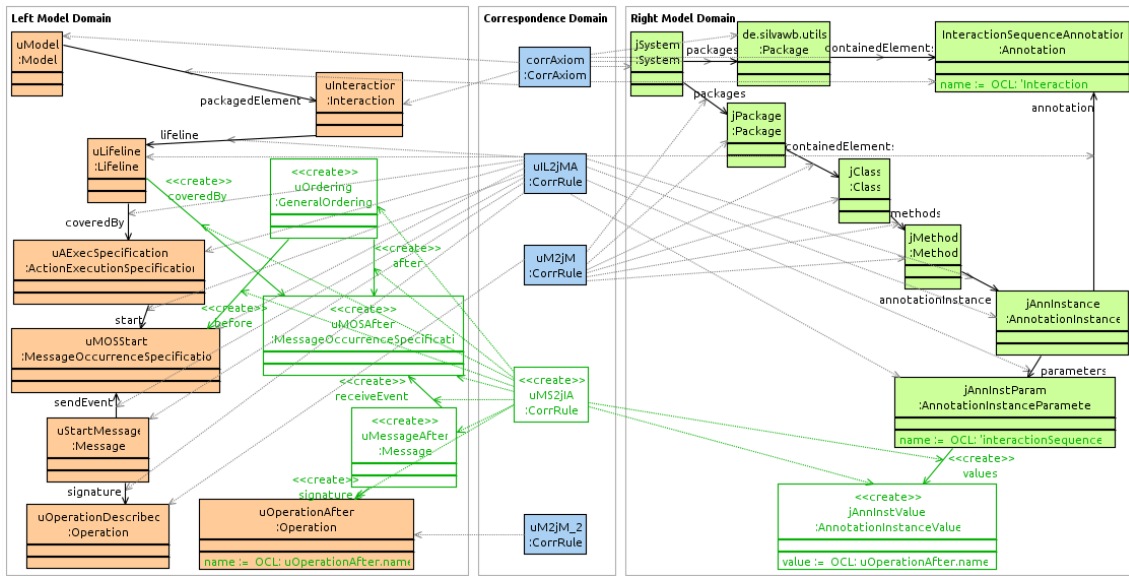 Left Model Domain
Correspondence Domain
Right Model Domain
uModel
:Model
packagedElement
uInteraction
:Interaction
lifeline
uLifeline
:Lifeline
<<create>>
coveredBy
coveredBy
<<create>>
uOrdering
:GeneralOrdering
<<create>>
after
uAExecSpecification
:ActionExecutionSpecification
start
<<create>>
before
<<create>>
uMOSAfter
:MessageOccurrenceSpecificati
uMOSStart
:MessageOccurrenceSpecificatio
sendEvent
<<create>>
receiveEvent
uStartMessage
:Message
<<create>>
uMessageAfter
:Message
signature
<<create>>
signature
uOperationDescribed
:Operation
uOperationAfter
:Operation
name := OCL: uOperationAfter.name
corrAxiom
:CorrAxiom
uIL2jMA
:CorrRule
uM2jM
:CorrRule
<<create>>
uMS2jIA
:CorrRule
uM2jM_2
:CorrRule
jSystem
:System
packages
de.silvawb.utils
:Package
containedElements
InteractionSequenceAnnotation
:Annotation
name := OCL: 'Interaction
packages
annotation
jPackage
:Package
containedElements
jClass
:Class
methods
jMethod
:Method
annotationInstance
jAnnInstance
:AnnotationInstance
parameters
jAnnInstParam
:AnnotationInstanceParamete
name := OCL: 'interactionSequence
<<create>>
values
<<create>>
jAnnInstValue
:AnnotationInstanceValue
value := OCL: uOperationAfter.name